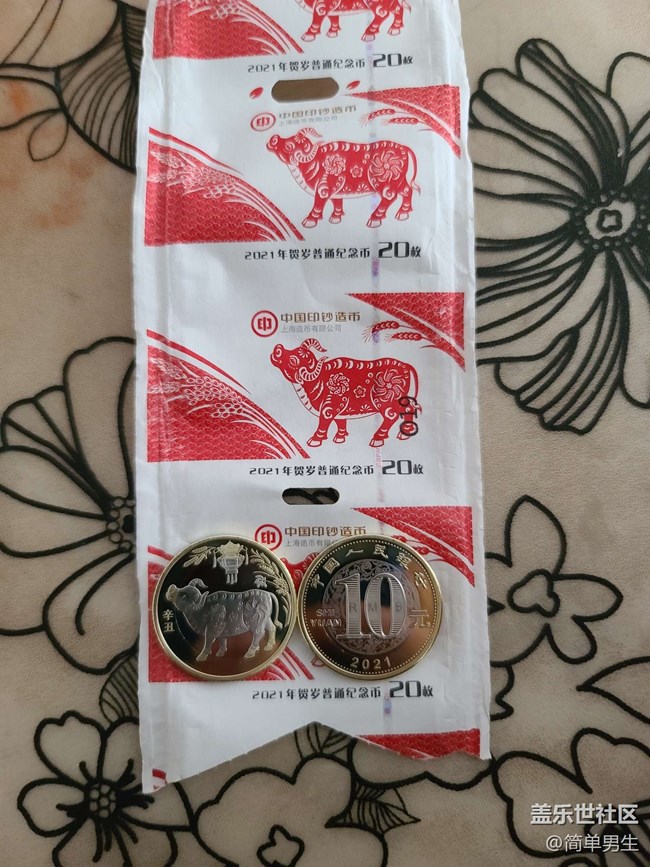 2021年贺岁普通纪念币 20枚
中国印钞造币
上海造币有限公司
2021年贺岁普通纪念币 20枚
中国印钞造币
上海造币有限公司
019
2021年贺岁普通纪念币 20枚
中国印钞造币
上海造币有限公司
辛丑
中国人民银行
SHI YUAN
10元
RMB
2021
2021年贺岁普通纪念币 20枚
盖乐世社区
@简单男生